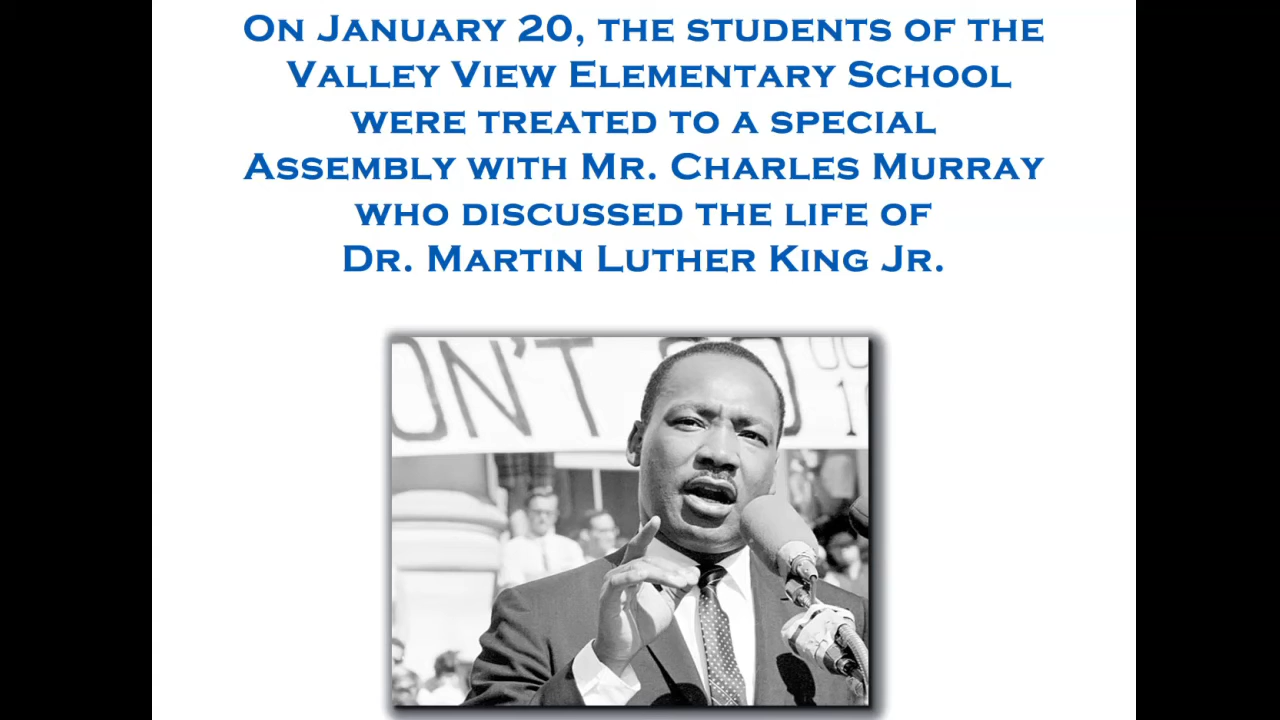 On January 20, the students of the
Valley View Elementary School
were treated to a special
Assembly with Mr. Charles Murray
who discussed the life of
Dr. Martin Luther King Jr.
ON'T